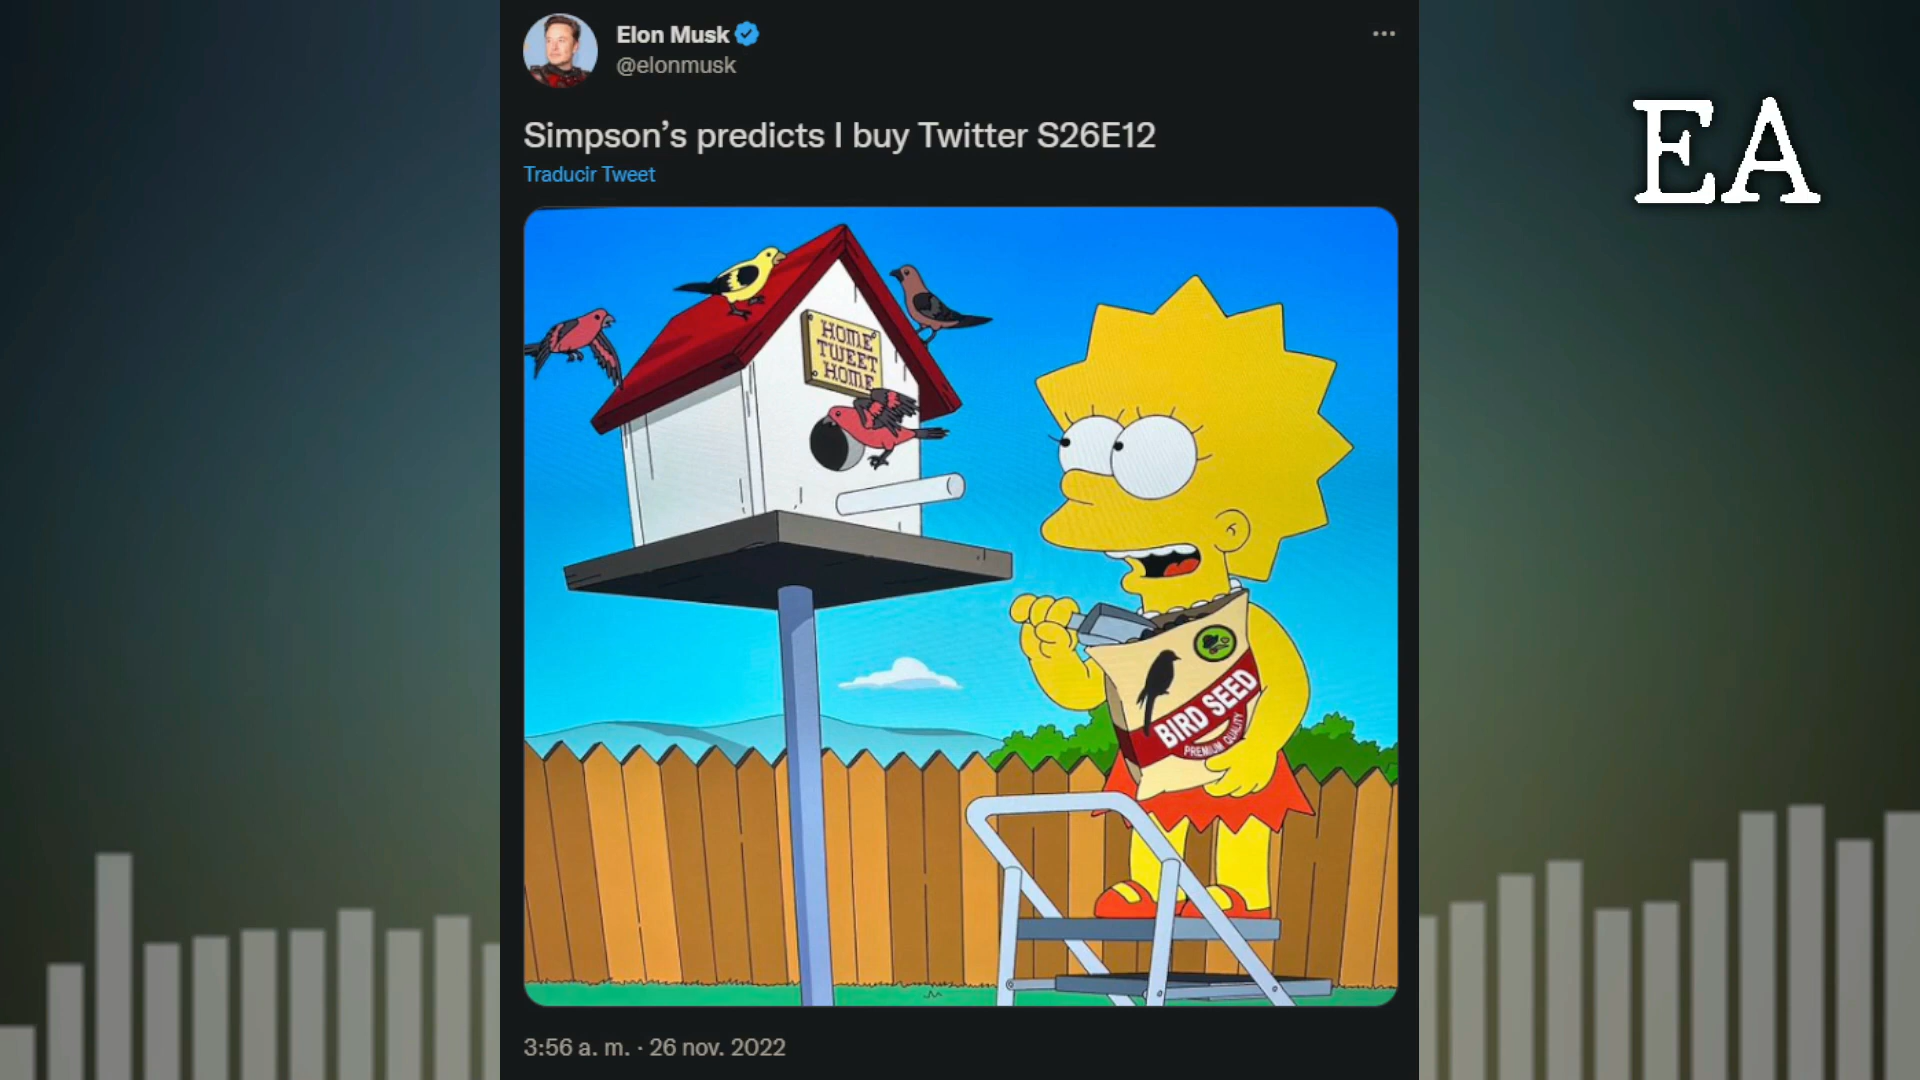 Elon Musk
@elonmusk
EA
Simpson’s predicts I buy Twitter S26E12
Traducir Tweet
HOME
TWEET
HOME
BIRD SEED
PREMIUM QUALITY
3:56 a. m. · 26 nov. 2022